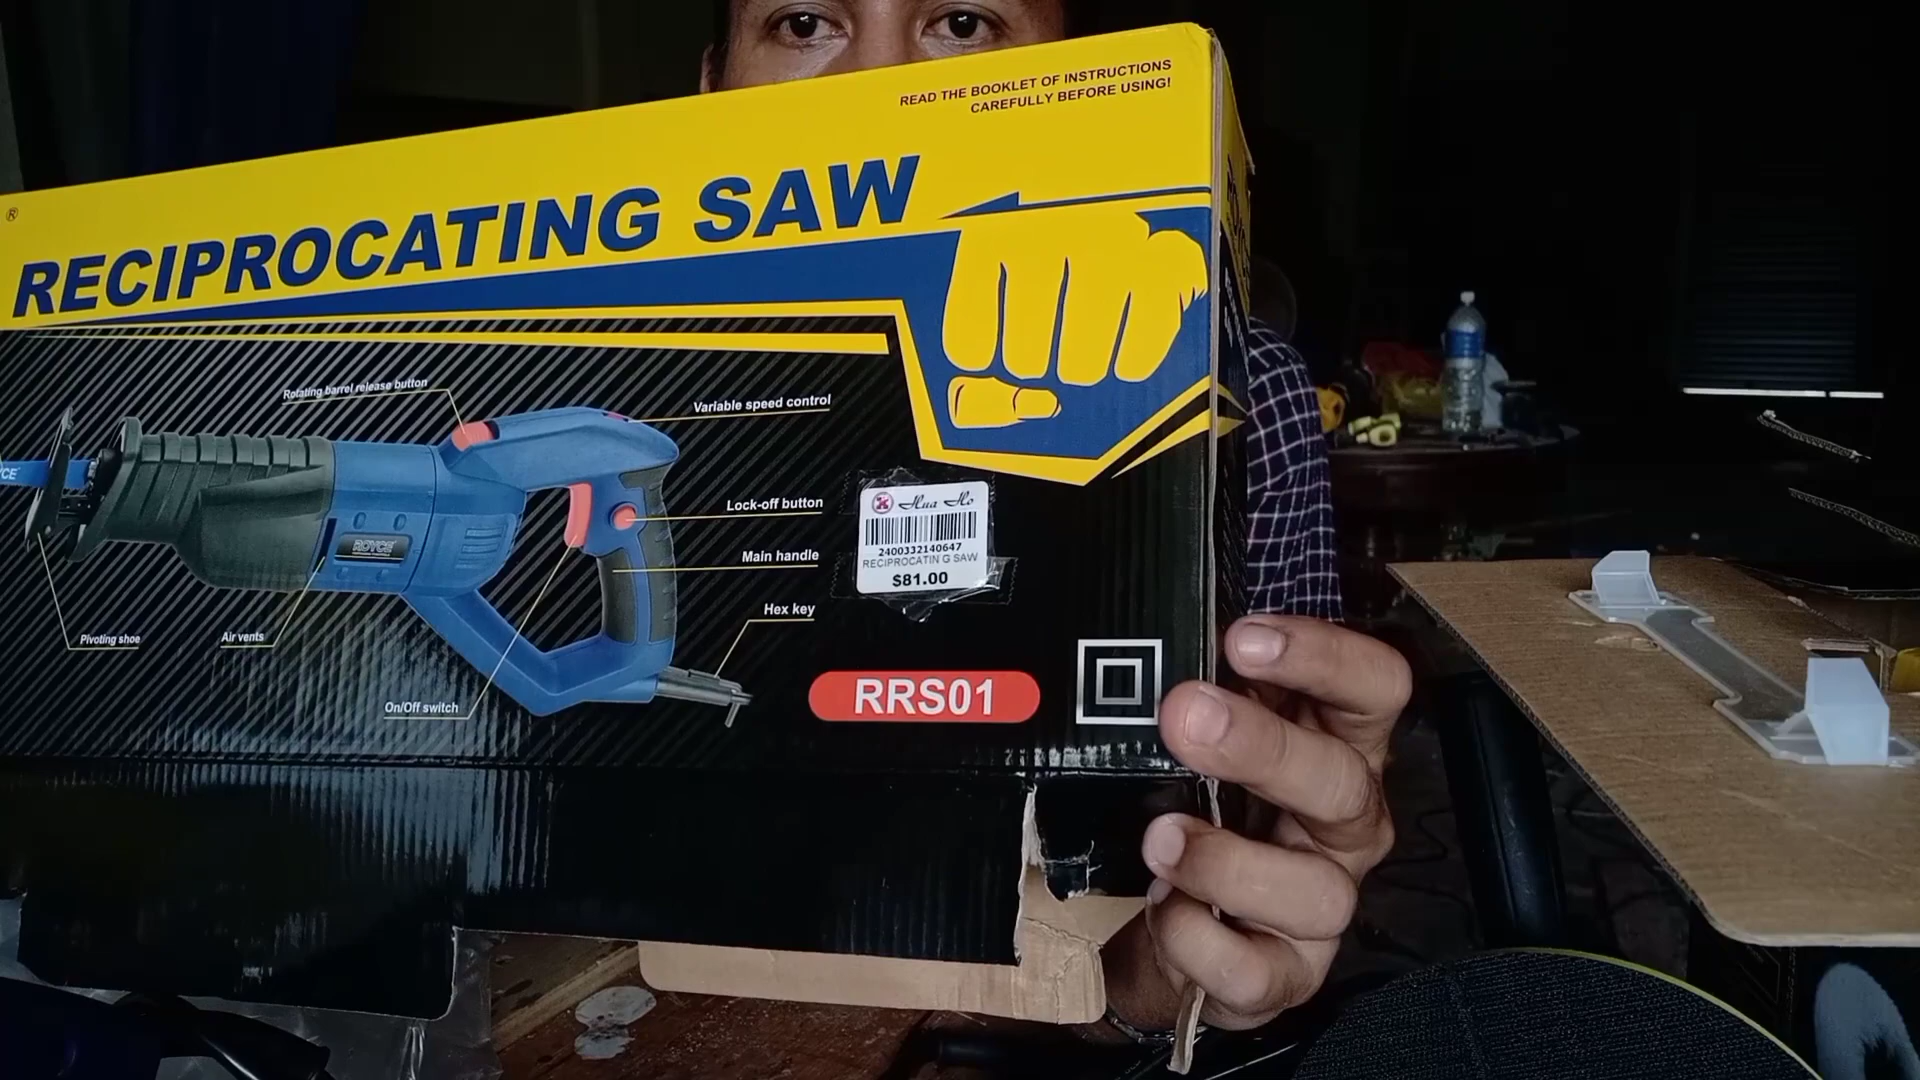 READ THE BOOKLET OF INSTRUCTIONS
CAREFULLY BEFORE USING!
®
RECIPROCATING SAW
Rotating barrel release button
Variable speed control
Lock-off button
Main handle
Hex key
Pivoting shoe
Air vents
On/Off switch
ROYCE
Hua Ho
2400332140647
RECIPROCATIN G SAW
$81.00
RRS01